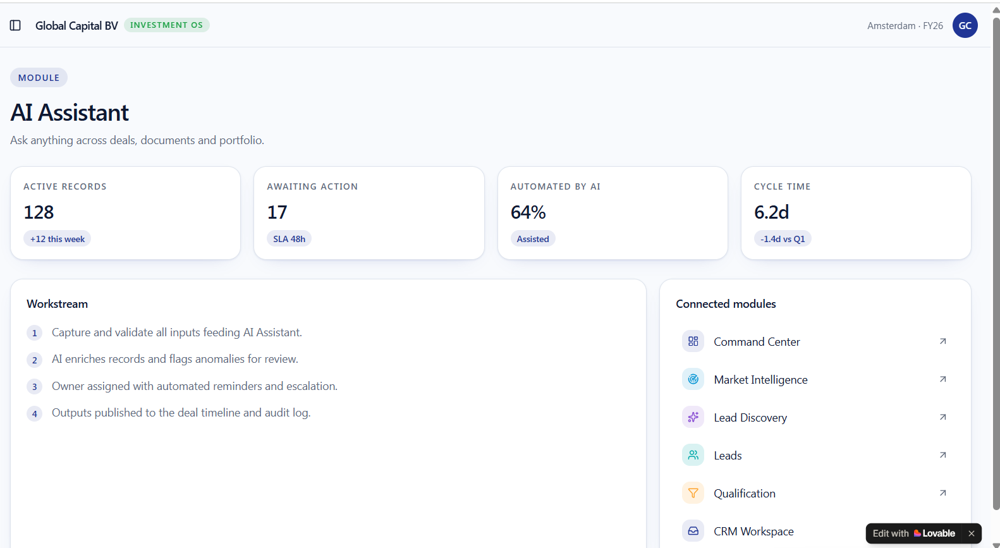 Global Capital BV
INVESTMENT OS
Amsterdam · FY26
GC
MODULE
AI Assistant
Ask anything across deals, documents and portfolio.
ACTIVE RECORDS
128
+12 this week
AWAITING ACTION
17
SLA 48h
AUTOMATED BY AI
64%
Assisted
CYCLE TIME
6.2d
-1.4d vs Q1
Workstream
1 Capture and validate all inputs feeding AI Assistant.
2 AI enriches records and flags anomalies for review.
3 Owner assigned with automated reminders and escalation.
4 Outputs published to the deal timeline and audit log.
Connected modules
Command Center
Market Intelligence
Lead Discovery
Leads
Qualification
CRM Workspace
Edit with Lovable